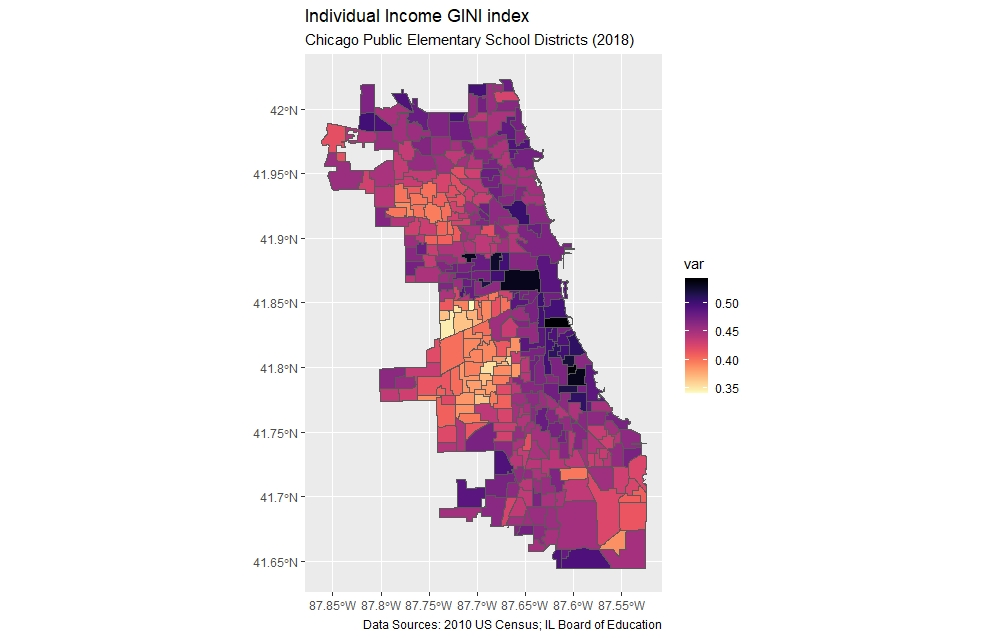 Individual Income GINI index
Chicago Public Elementary School Districts (2018)
42°N
41.95°N
41.9°N
41.85°N
41.8°N
41.75°N
41.7°N
41.65°N
87.85°W 87.8°W 87.75°W 87.7°W 87.65°W 87.6°W 87.55°W
var
0.50
0.45
0.40
0.35
Data Sources: 2010 US Census; IL Board of Education